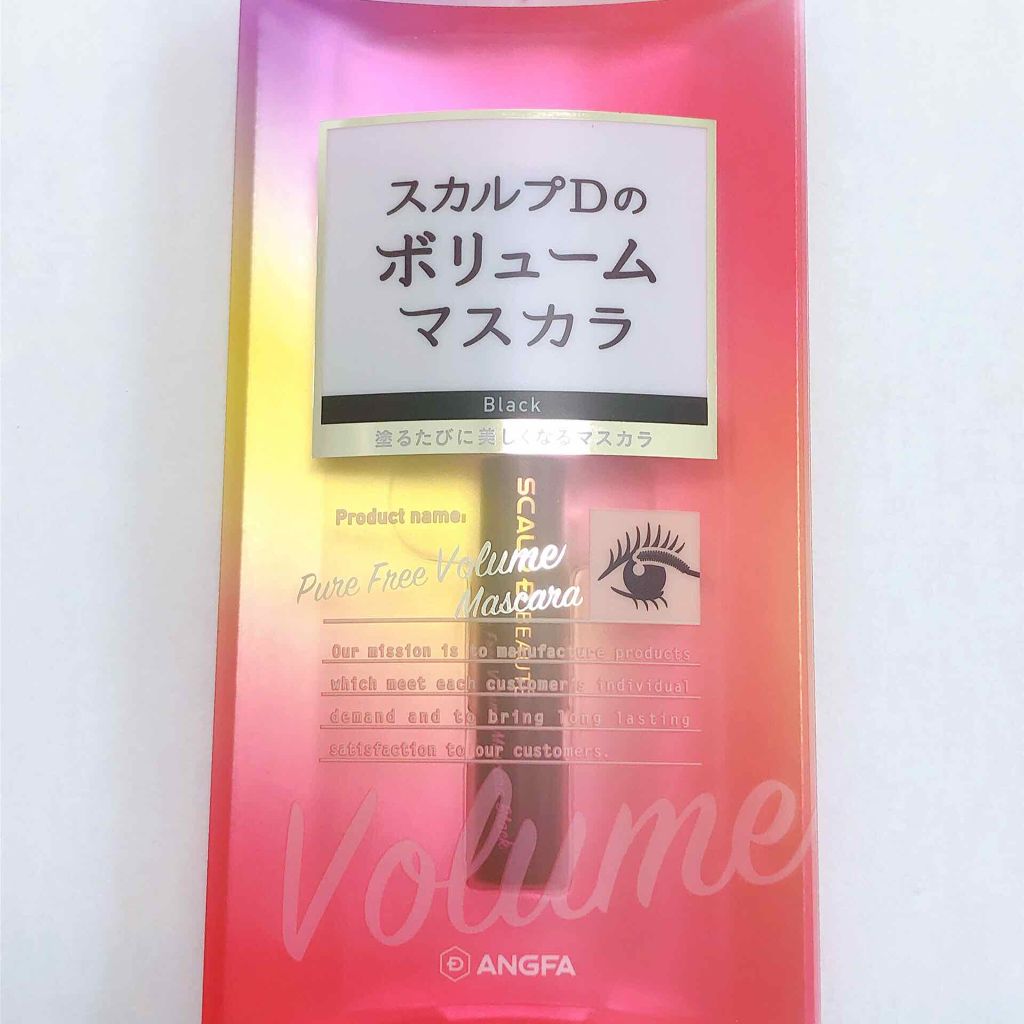 スカルプDの
ボリューム
マスカラ
Black
塗るたびに美しくなるマスカラ
Product name.
Pure Free Volume
Mascara
Our mission is to manufacture products
which meet each customer's individual
demand and to bring long lasting
satisfaction to our customers.
BEAUTÉ
Black
Volume
ANGFA